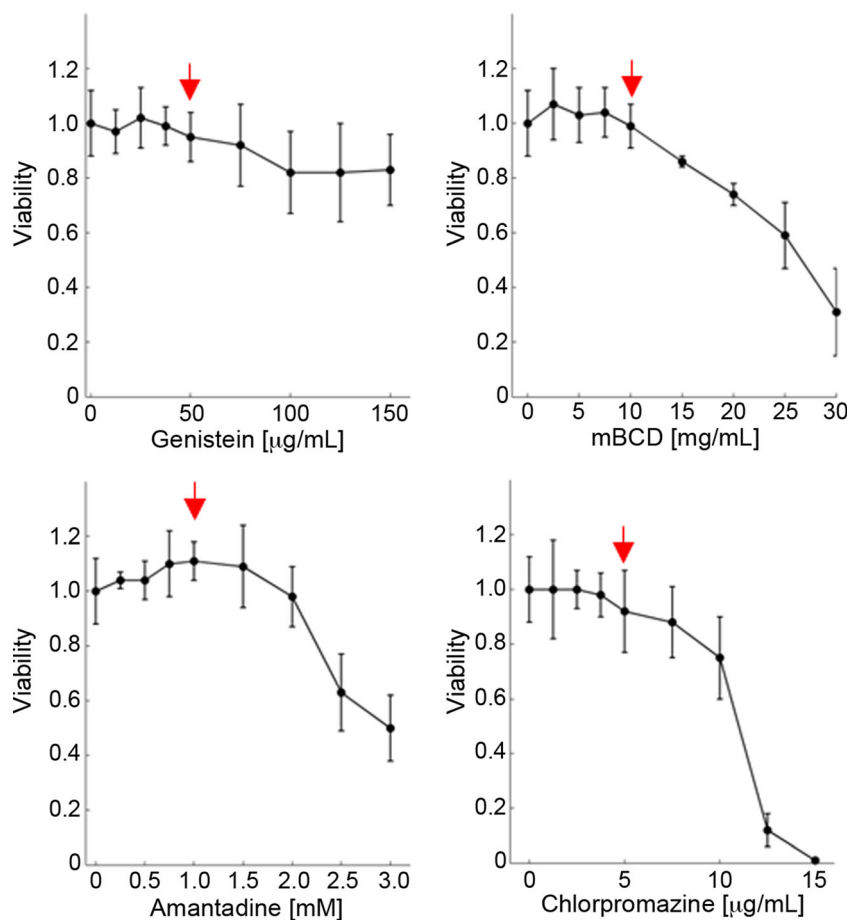 1.2
1.0
0.8
0.6
0.4
0.2
0
Viability
0 50 100 150
Genistein [μg/mL]
1.2
1.0
0.8
0.6
0.4
0.2
0
Viability
0 5 10 15 20 25 30
mBCD [mg/mL]
1.2
1.0
0.8
0.6
0.4
0.2
0
Viability
0 0.5 1.0 1.5 2.0 2.5 3.0
Amantadine [mM]
1.2
1.0
0.8
0.6
0.4
0.2
0
Viability
0 5 10 15
Chlorpromazine [μg/mL]